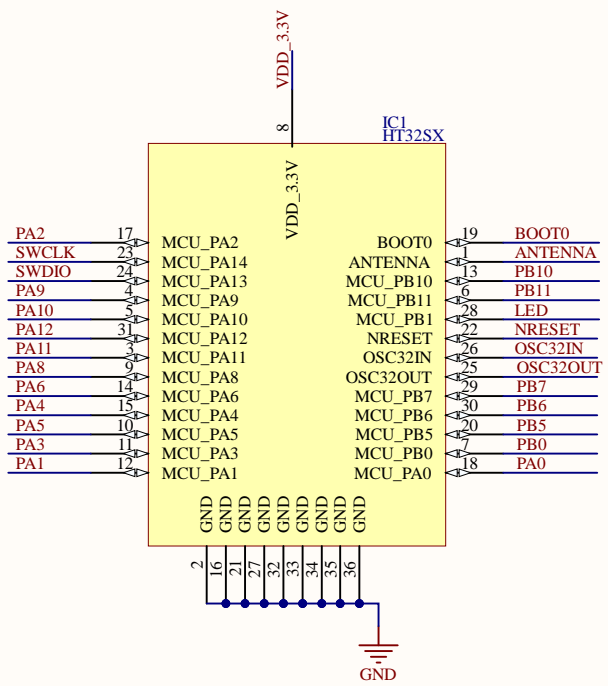 VDD_3.3V
8
IC1
HT32SX
VDD_3.3V
PA2 17 MCU_PA2 BOOT0 19 BOOT0
SWCLK 23 MCU_PA14 ANTENNA 1 ANTENNA
SWDIO 24 MCU_PA13 MCU_PB10 13 PB10
PA9 4 MCU_PA9 MCU_PB11 6 PB11
PA10 5 MCU_PA10 MCU_PB1 28 LED
PA12 31 MCU_PA12 NRESET 22 NRESET
PA11 3 MCU_PA11 OSC32IN 26 OSC32IN
PA8 9 MCU_PA8 OSC32OUT 25 OSC32OUT
PA6 14 MCU_PA6 MCU_PB7 29 PB7
PA4 15 MCU_PA4 MCU_PB6 30 PB6
PA5 10 MCU_PA5 MCU_PB5 20 PB5
PA3 11 MCU_PA3 MCU_PB0 7 PB0
PA1 12 MCU_PA1 MCU_PA0 18 PA0
GND GND GND GND GND GND GND GND GND
2 16 21 27 32 33 34 35 36
GND